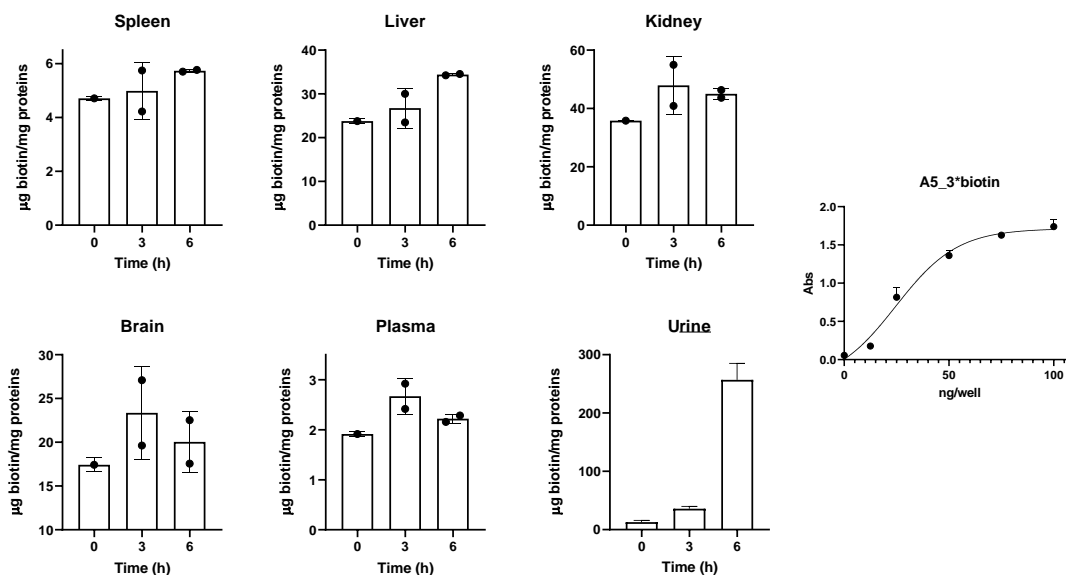 Spleen
µg biotin/mg proteins
6
4
2
0
0 3 6
Time (h)
Liver
µg biotin/mg proteins
40
30
20
10
0
0 3 6
Time (h)
Kidney
µg biotin/mg proteins
60
40
20
0
0 3 6
Time (h)
A5_3*biotin
Abs
2.0
1.5
1.0
0.5
0.0
0 50 100
ng/well
Brain
µg biotin/mg proteins
30
25
20
15
10
0 3 6
Time (h)
Plasma
µg biotin/mg proteins
3
2
1
0
0 3 6
Time (h)
Urine
µg biotin/mg proteins
300
200
100
0
0 3 6
Time (h)